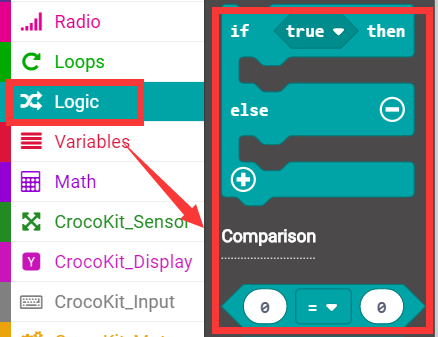 Radio
Loops
Logic
Variables
Math
CrocoKit_Sensor
CrocoKit_Display
CrocoKit_Input
if true then
else
Comparison
0 = 0